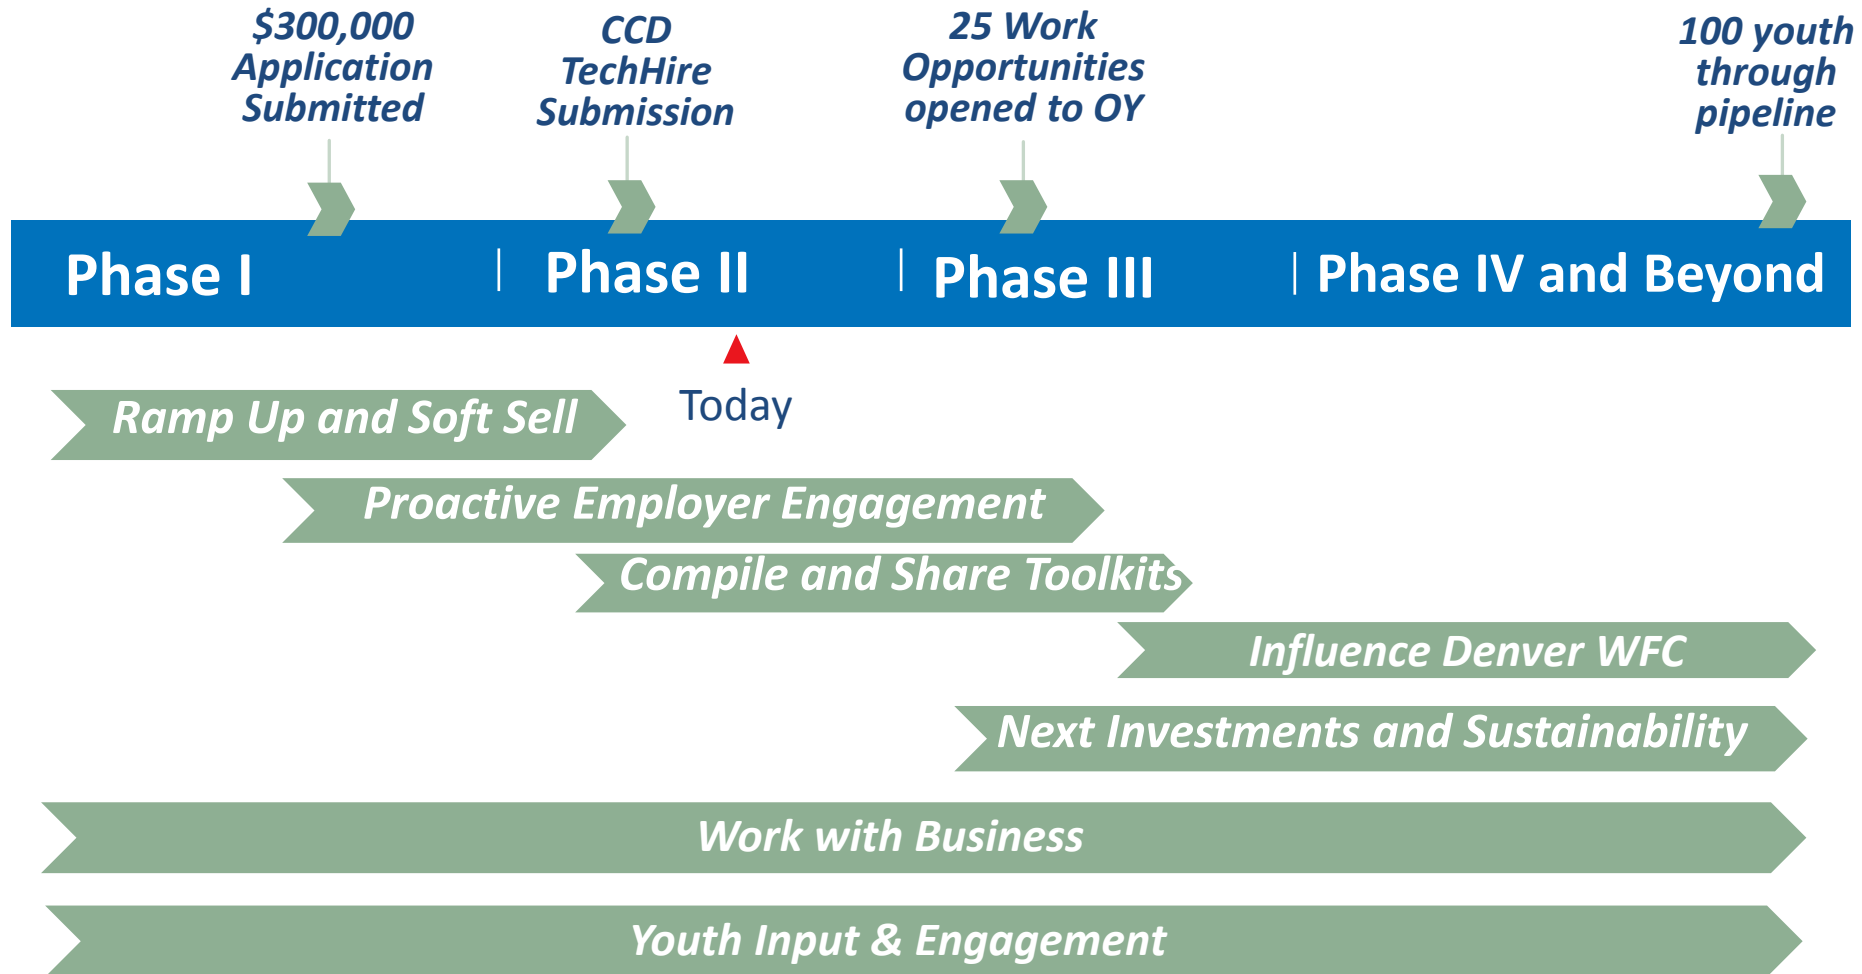 $300,000
Application
Submitted
CCD
TechHire
Submission
25 Work
Opportunities
opened to OY
100 youth
through
pipeline
Phase I
Phase II
Phase III
Phase IV and Beyond
Today
Ramp Up and Soft Sell
Proactive Employer Engagement
Compile and Share Toolkits
Influence Denver WFC
Next Investments and Sustainability
Work with Business
Youth Input & Engagement